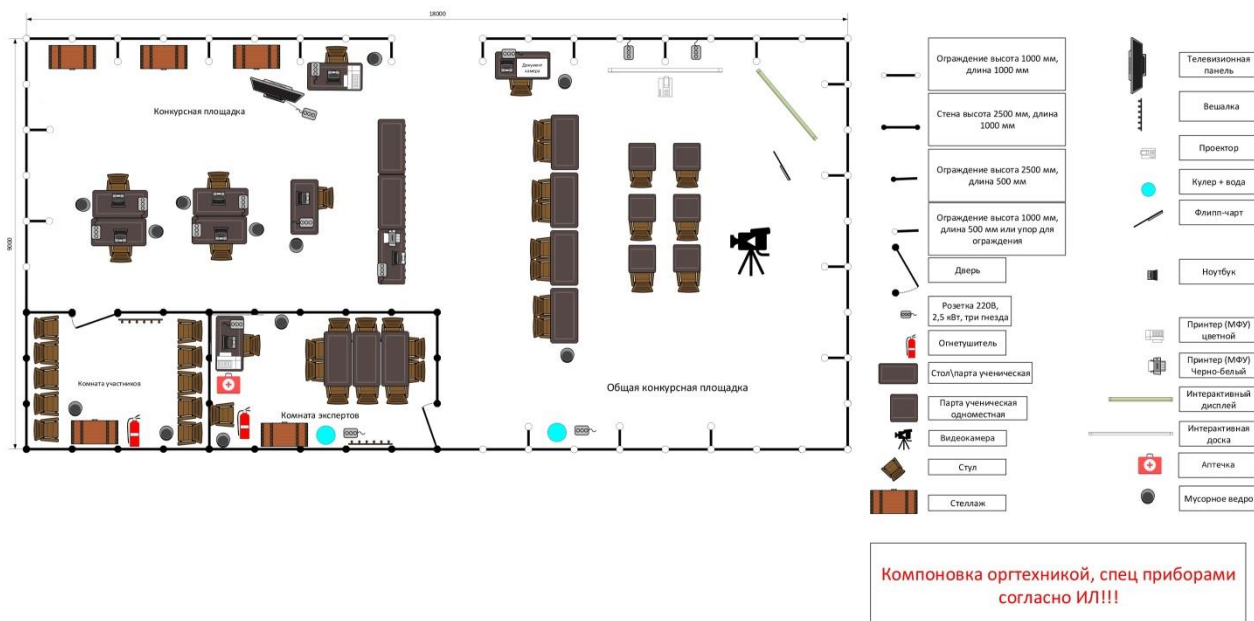 18000
9000
Документ
камера
Конкурсная площадка
Общая конкурсная площадка
Комната участников
Комната экспертов
Ограждение высота 1000 мм,
длина 1000 мм
Стена высота 2500 мм, длина
1000 мм
Ограждение высота 2500 мм,
длина 500 мм
Ограждение высота 1000 мм,
длина 500 мм или упор для
ограждения
Дверь
Розетка 220В,
2,5 кВт, три гнезда
Огнетушитель
Стол\парта ученическая
Парта ученическая
одноместная
Видеокамера
Стул
Стеллаж
Телевизионная
панель
Вешалка
Проектор
Кулер + вода
Флипп-чарт
Ноутбук
Принтер (МФУ)
цветной
Принтер (МФУ)
Черно-белый
Интерактивный
дисплей
Интерактивная
доска
Аптечка
Мусорное ведро
Компоновка оргтехникой, спец приборами
согласно ИЛ!!!